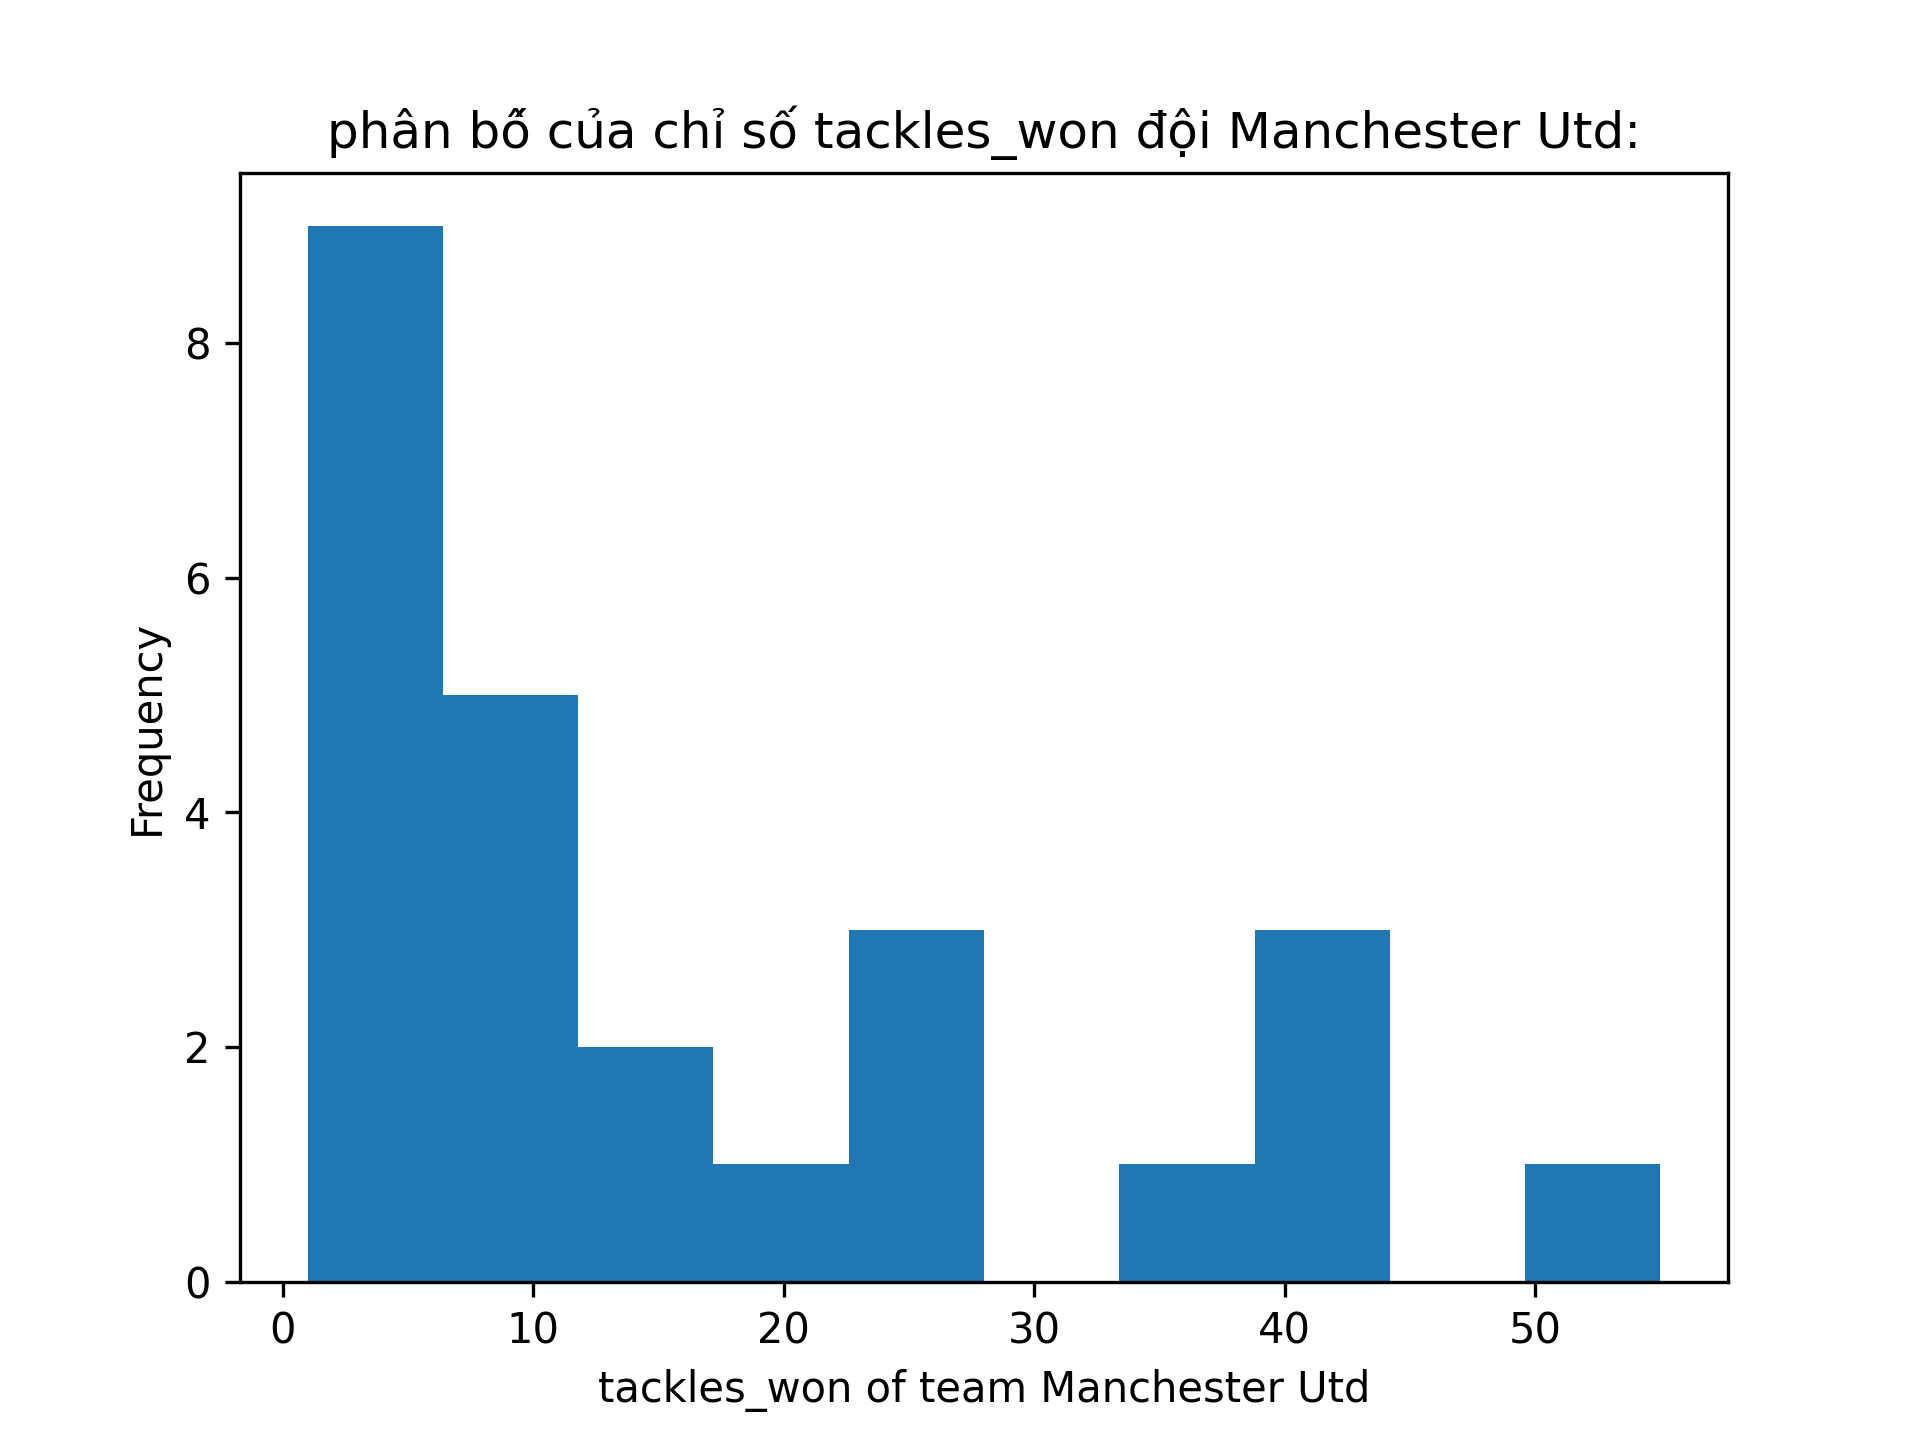 phân bỗ của chỉ số tackles_won đội Manchester Utd:
Frequency
8
6
4
2
0
0 10 20 30 40 50
tackles_won of team Manchester Utd